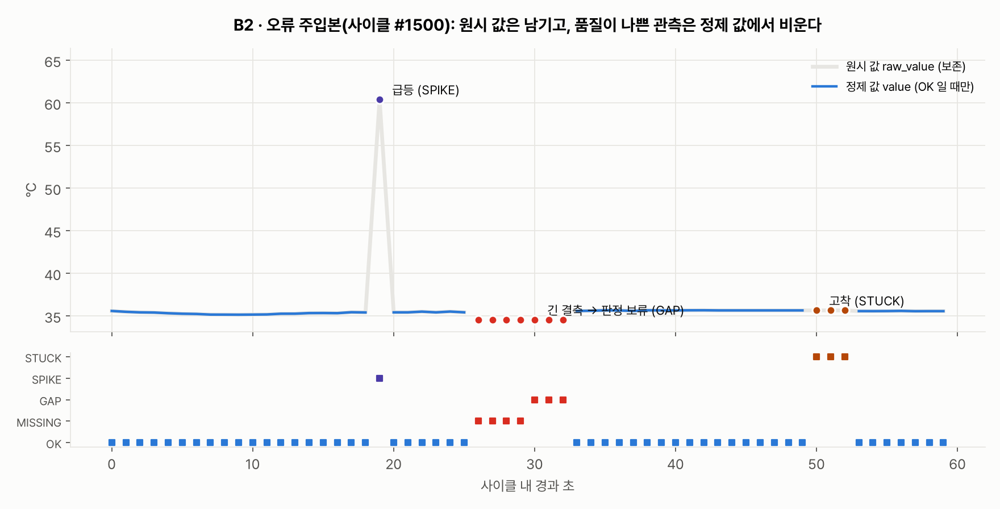 B2 · 오류 주입본(사이클 #1500): 원시 값은 남기고, 품질이 나쁜 관측은 정제 값에서 비운다
원시 값 raw_value (보존)
정제 값 value (OK 일 때만)
°C
65
60
55
50
45
40
35
급등 (SPIKE)
긴 결측 → 판정 보류 (GAP)
고착 (STUCK)
STUCK
SPIKE
GAP
MISSING
OK
0 10 20 30 40 50 60
사이클 내 경과 초